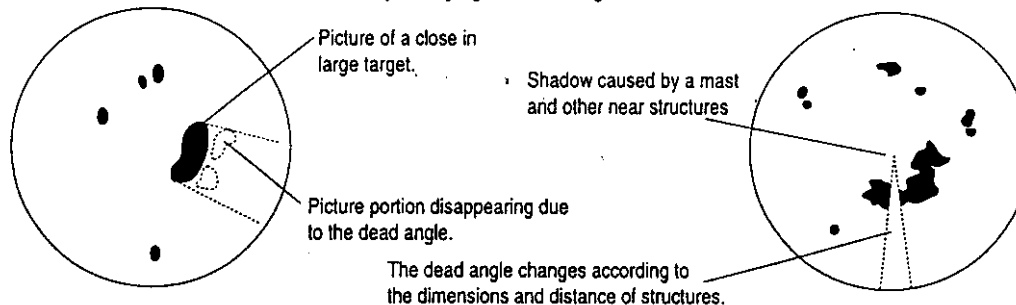 Picture of a close in
large target.
Shadow caused by a mast
and other near structures
Picture portion disappearing due
to the dead angle.
The dead angle changes according to
the dimensions and distance of structures.